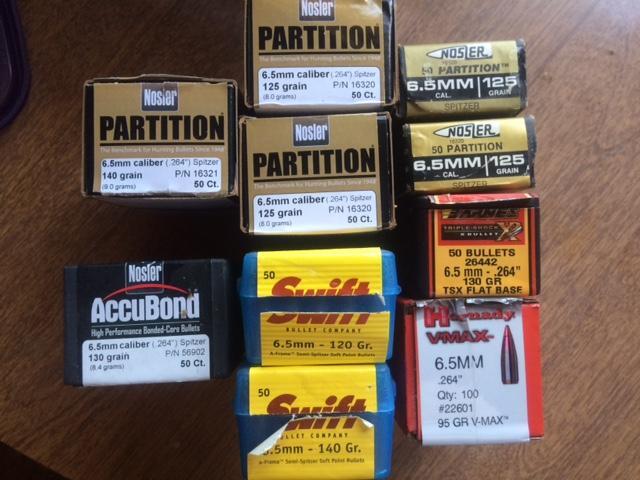 Nosler
PARTITION
The Benchmark for Hunting Bullets Since 1948
6.5mm caliber (.264") Spitzer
125 grain P/N 16320
(8.0 grams) 50 Ct.
NOSLER
50 PARTITION™
6.5MM 125
CAL. GRAIN
SPITZER
Nosler
PARTITION
The Benchmark for Hunting Bullets Since 1948
6.5mm caliber (.264") Spitzer
140 grain P/N 16321
(9.0 grams) 50 Ct.
Nosler
PARTITION
The Benchmark for Hunting Bullets Since 1948
6.5mm caliber (.264") Spitzer
125 grain P/N 16320
(8.0 grams) 50 Ct.
NOSLER
16320
50 PARTITION
6.5MM 125
CAL. GRAIN
SPITZER
BARNES
TRIPLE-SHOCK
X BULLET X
50 BULLETS
26442
6.5 mm - .264"
130 GR
TSX FLAT BASE
Nosler
AccuBond
High Performance Bonded-Core Bullets
6.5mm caliber (.264") Spitzer
130 grain P/N 56902
(8.4 grams) 50 Ct.
50
Swift
BULLET COMPANY
6.5mm - 120 Gr.
A-Frame™ Semi-Spitzer Soft Point Bullets
Hornady
V-MAX™
6.5MM
.264"
Qty: 100
#22601
95 GR V-MAX™
50
Swift
BULLET COMPANY
6.5mm - 140 Gr.
A-Frame™ Semi-Spitzer Soft Point Bullets